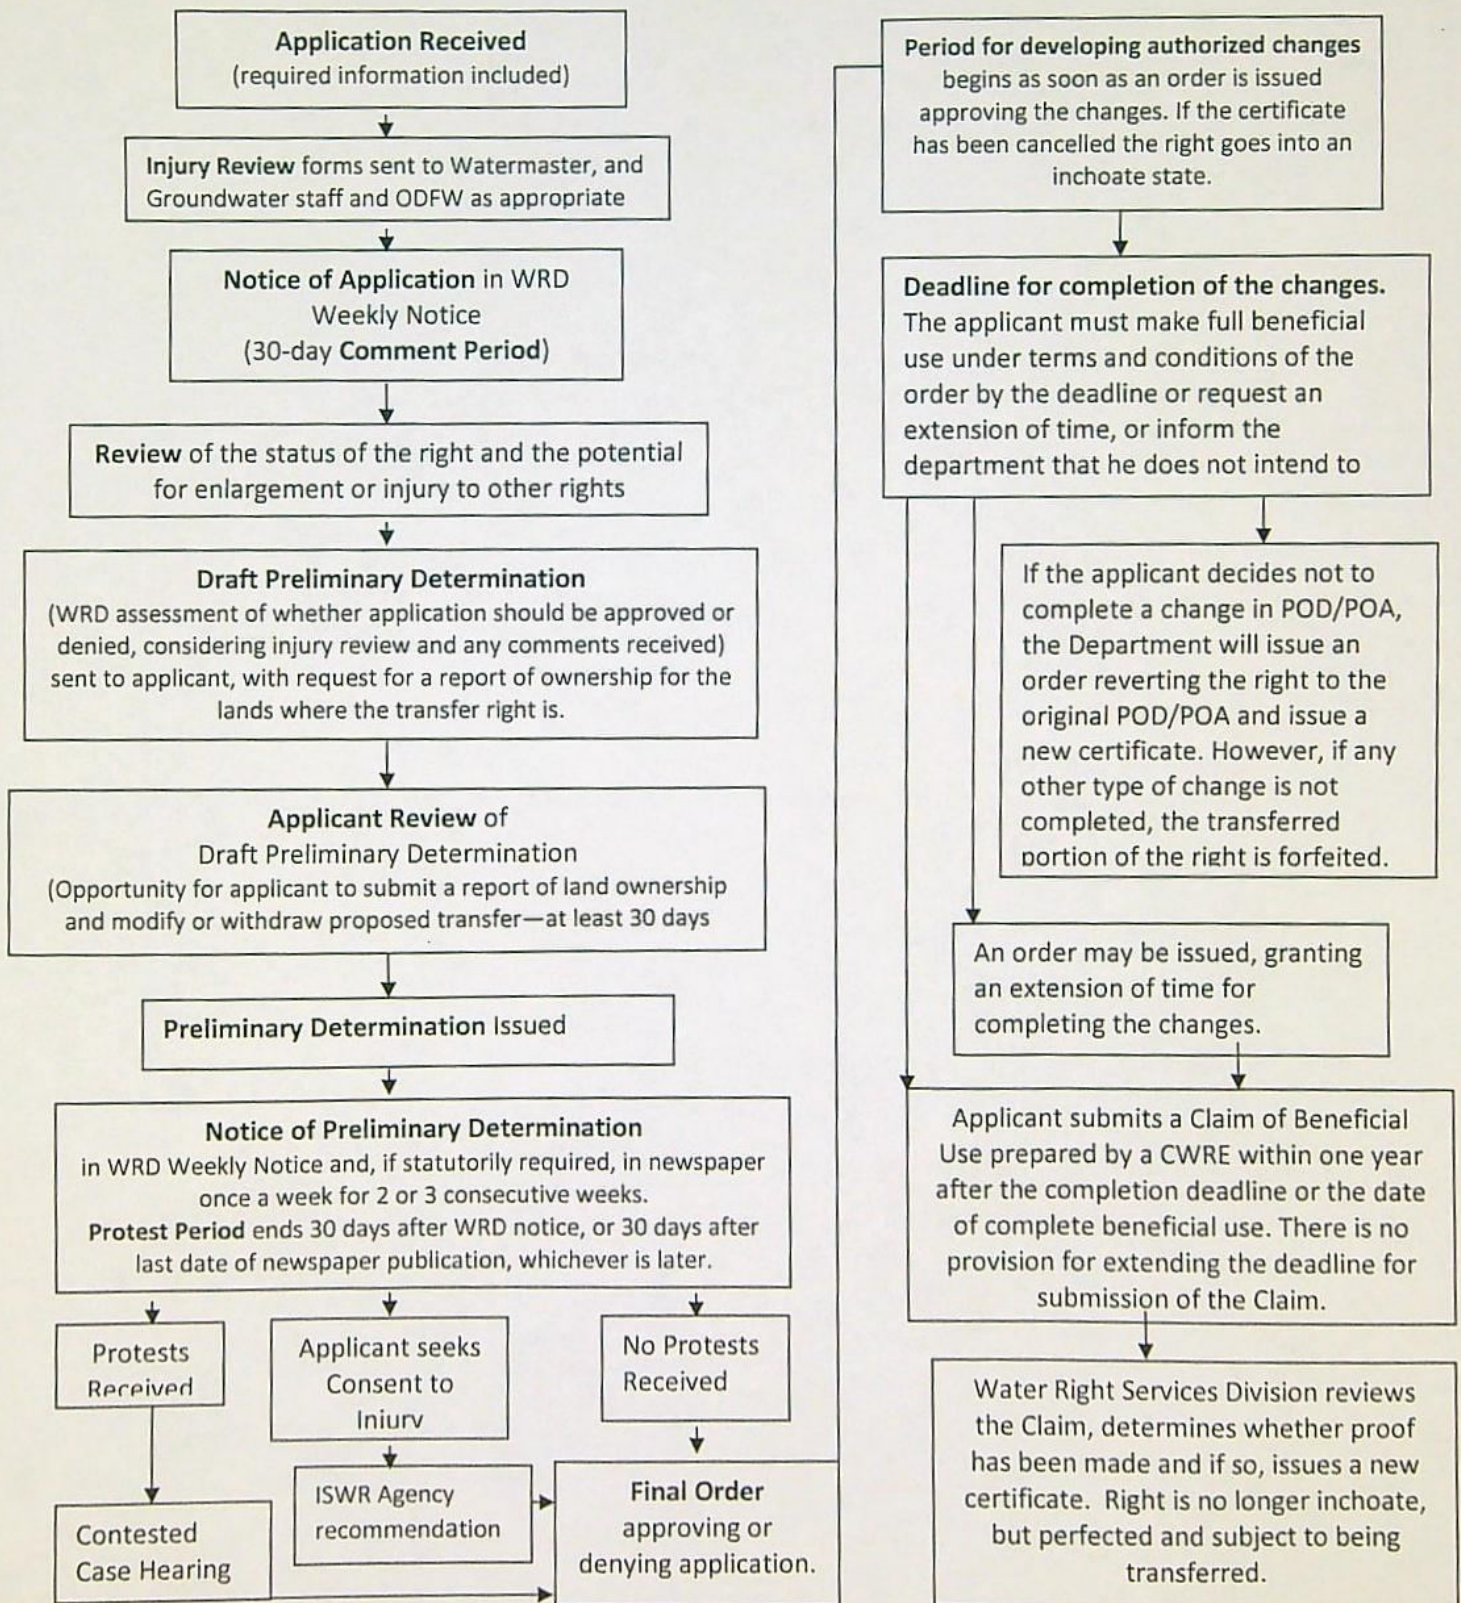 Application Received
(required information included)
Injury Review forms sent to Watermaster, and
Groundwater staff and ODFW as appropriate
Notice of Application in WRD
Weekly Notice
(30-day Comment Period)
Review of the status of the right and the potential
for enlargement or injury to other rights
Draft Preliminary Determination
(WRD assessment of whether application should be approved or
denied, considering injury review and any comments received)
sent to applicant, with request for a report of ownership for the
lands where the transfer right is.
Applicant Review of
Draft Preliminary Determination
(Opportunity for applicant to submit a report of land ownership
and modify or withdraw proposed transfer—at least 30 days
Preliminary Determination Issued
Notice of Preliminary Determination
in WRD Weekly Notice and, if statutorily required, in newspaper
once a week for 2 or 3 consecutive weeks.
Protest Period ends 30 days after WRD notice, or 30 days after
last date of newspaper publication, whichever is later.
Protests
Received
Applicant seeks
Consent to
Injury
No Protests
Received
Contested
Case Hearing
ISWR Agency
recommendation
Final Order
approving or
denying application.
Period for developing authorized changes
begins as soon as an order is issued
approving the changes. If the certificate
has been cancelled the right goes into an
inchoate state.
Deadline for completion of the changes.
The applicant must make full beneficial
use under terms and conditions of the
order by the deadline or request an
extension of time, or inform the
department that he does not intend to
If the applicant decides not to
complete a change in POD/POA,
the Department will issue an
order reverting the right to the
original POD/POA and issue a
new certificate. However, if any
other type of change is not
completed, the transferred
portion of the right is forfeited.
An order may be issued, granting
an extension of time for
completing the changes.
Applicant submits a Claim of Beneficial
Use prepared by a CWRE within one year
after the completion deadline or the date
of complete beneficial use. There is no
provision for extending the deadline for
submission of the Claim.
Water Right Services Division reviews
the Claim, determines whether proof
has been made and if so, issues a new
certificate. Right is no longer inchoate,
but perfected and subject to being
transferred.